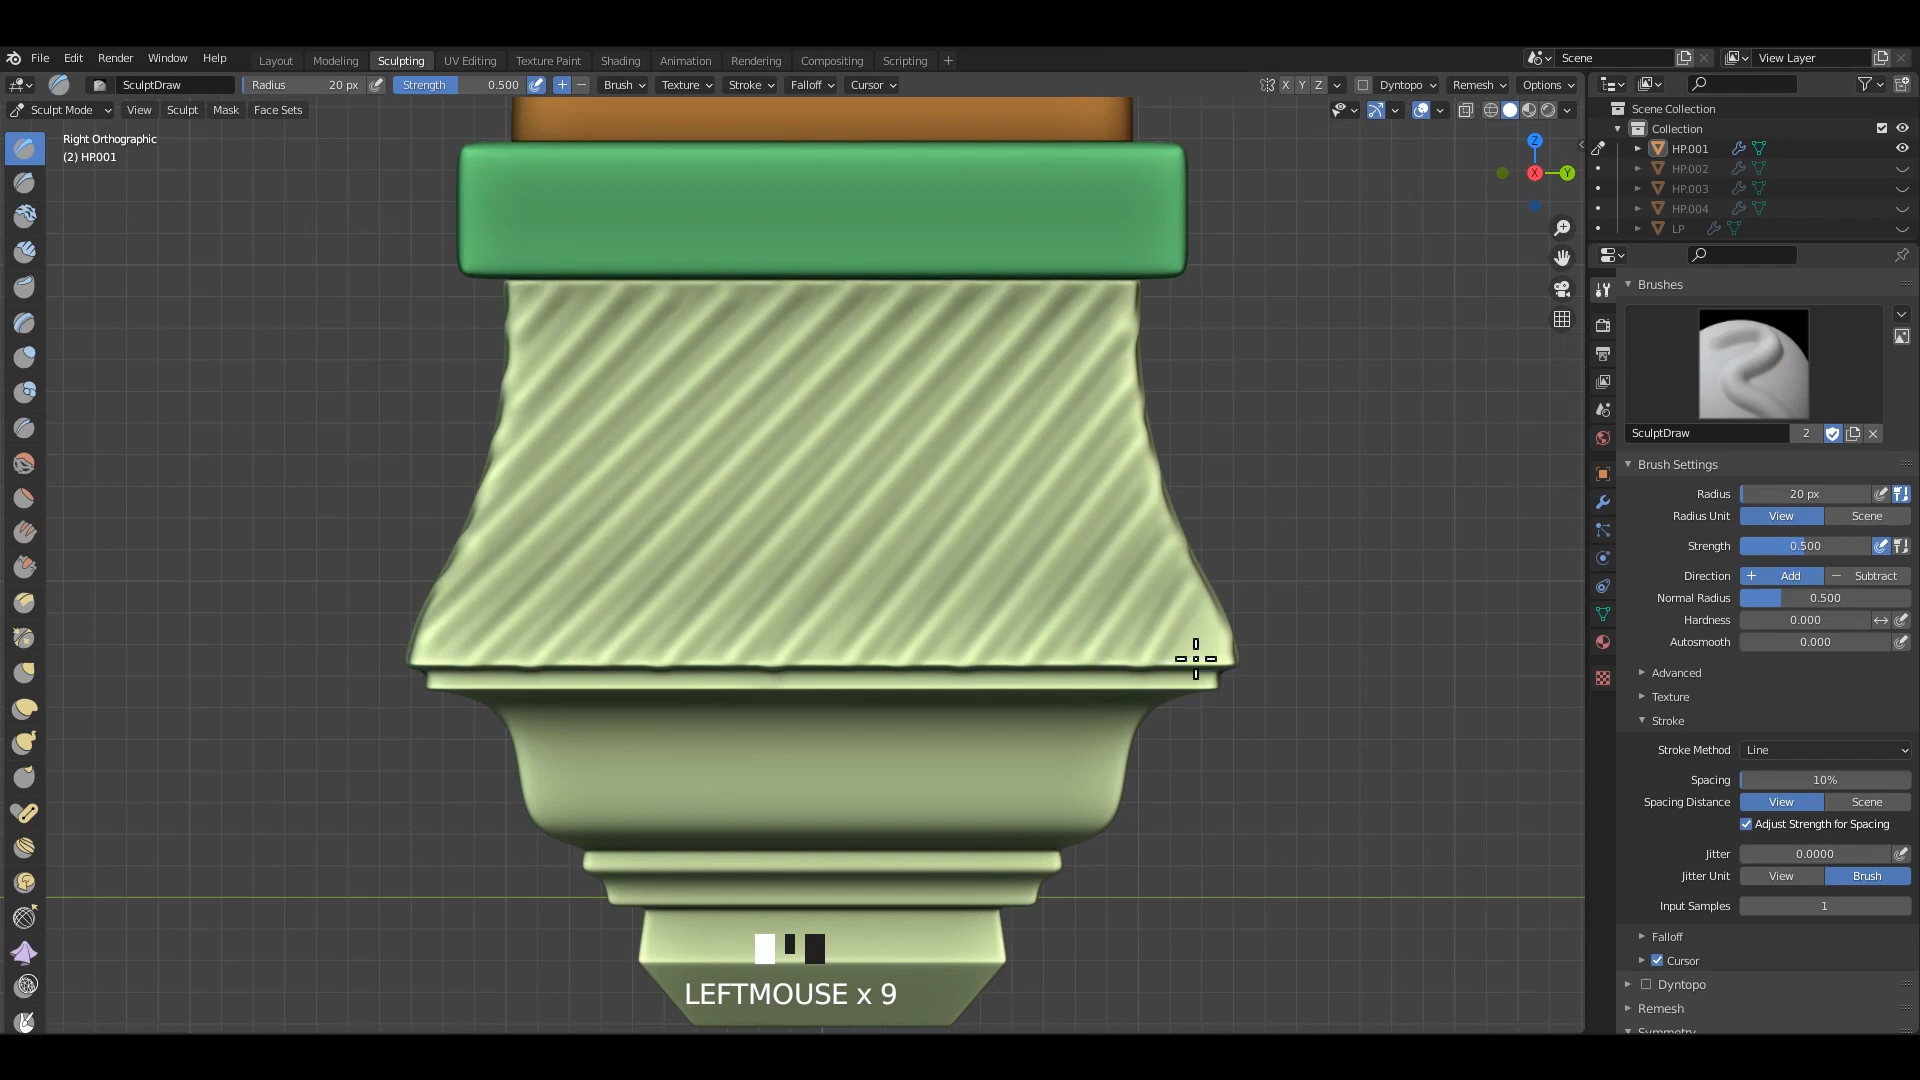 File Edit Render Window Help
Layout Modeling Sculpting UV Editing Texture Paint Shading Animation Rendering Compositing Scripting +
Scene
View Layer
SculptDraw
Radius 20 px
Strength 0.500
Brush Texture Stroke Falloff Cursor
X Y Z
Dyntopo Remesh Options
Sculpt Mode View Sculpt Mask Face Sets
Right Orthographic
(2) HP.001
Z
X
Y
Scene Collection
Collection
HP.001
HP.002
HP.003
HP.004
LP
Brushes
SculptDraw 2
Brush Settings
Radius 20 px
Radius Unit View Scene
Strength 0.500
Direction + Add − Subtract
Normal Radius 0.500
Hardness 0.000
Autosmooth 0.000
Advanced
Texture
Stroke
Stroke Method Line
Spacing 10%
Spacing Distance View Scene
Adjust Strength for Spacing
Jitter 0.0000
Jitter Unit View Brush
Input Samples 1
Falloff
Cursor
Dyntopo
Remesh
Symmetry
LEFTMOUSE x 9